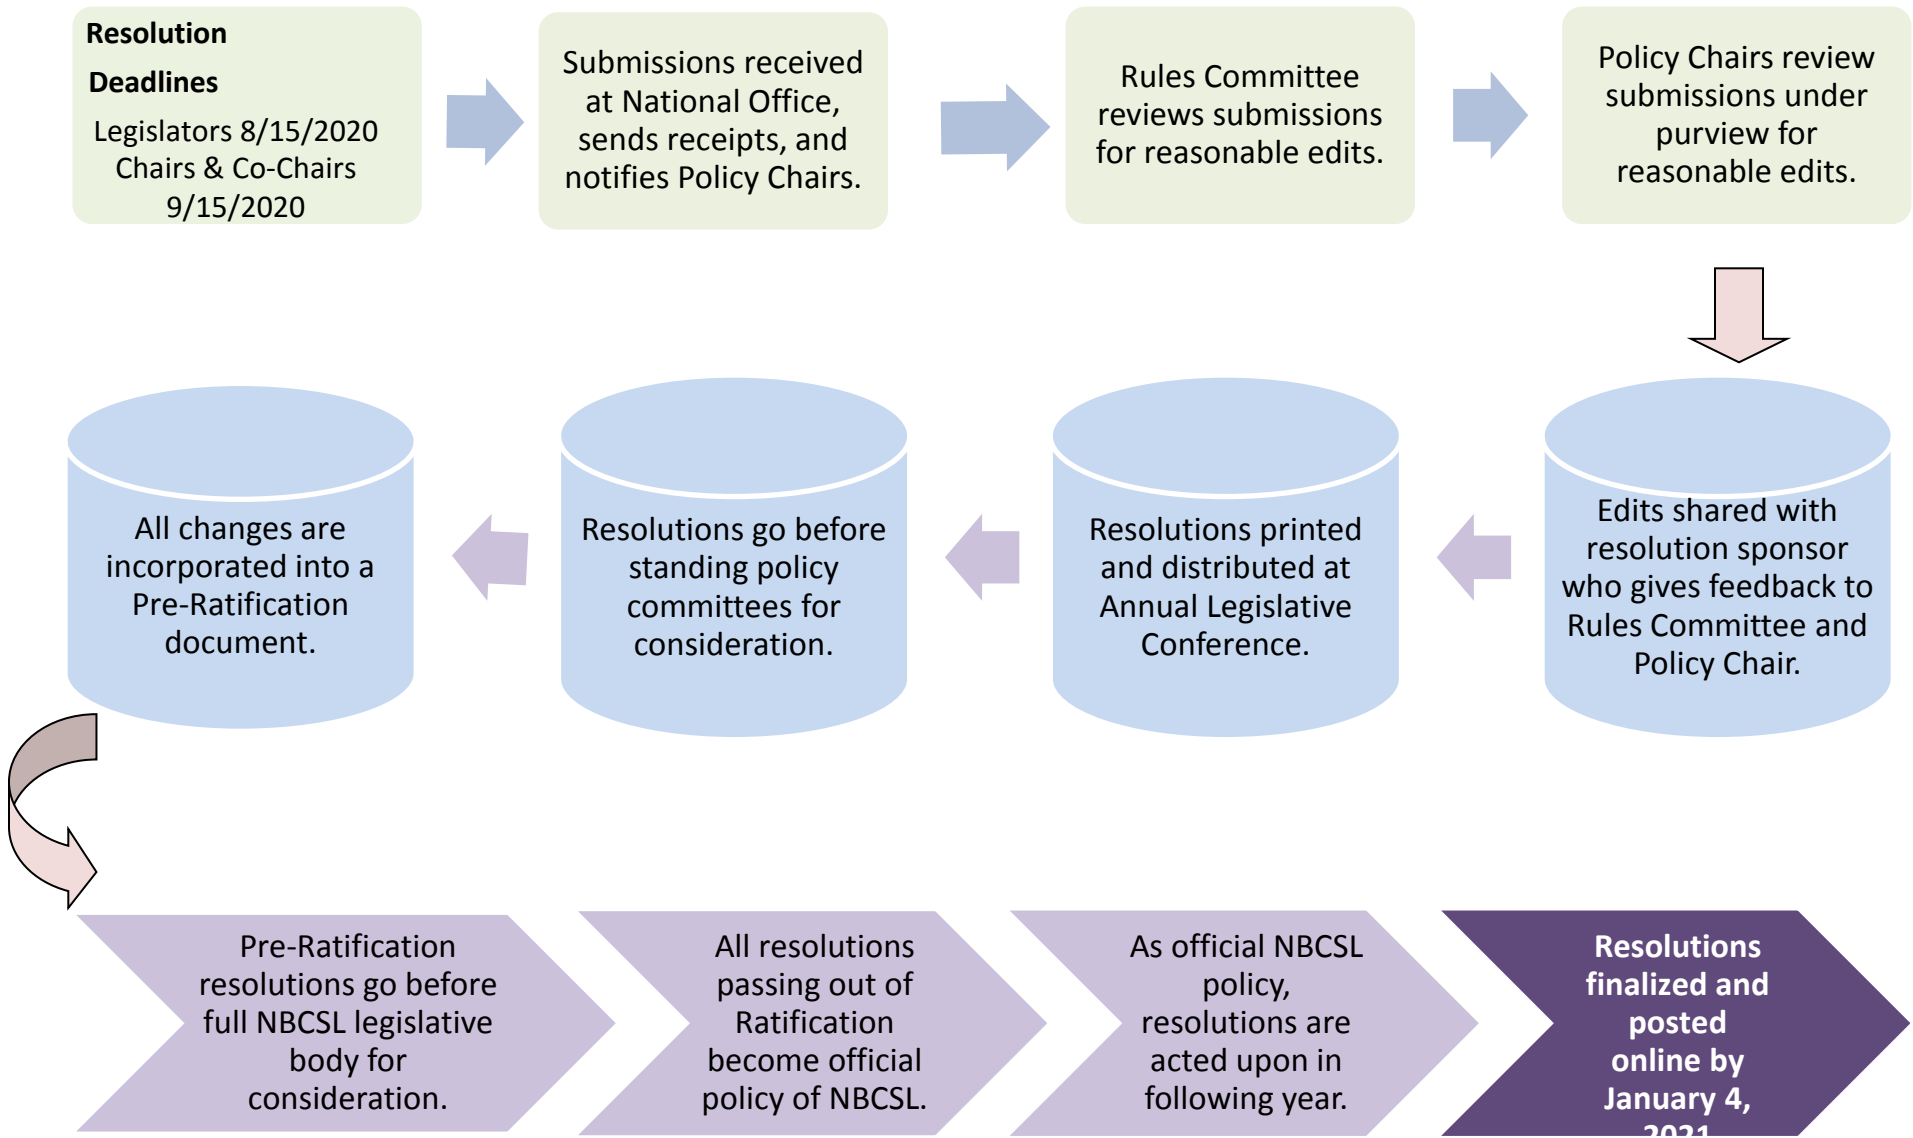 Resolution
Deadlines
Legislators 8/15/2020
Chairs & Co-Chairs
9/15/2020
Submissions received
at National Office,
sends receipts, and
notifies Policy Chairs.
Rules Committee
reviews submissions
for reasonable edits.
Policy Chairs review
submissions under
purview for
reasonable edits.
Edits shared with
resolution sponsor
who gives feedback to
Rules Committee and
Policy Chair.
Resolutions printed
and distributed at
Annual Legislative
Conference.
Resolutions go before
standing policy
committees for
consideration.
All changes are
incorporated into a
Pre-Ratification
document.
Pre-Ratification
resolutions go before
full NBCSL legislative
body for
consideration.
All resolutions
passing out of
Ratification
become official
policy of NBCSL.
As official NBCSL
policy,
resolutions are
acted upon in
following year.
Resolutions
finalized and
posted
online by
January 4,
2021